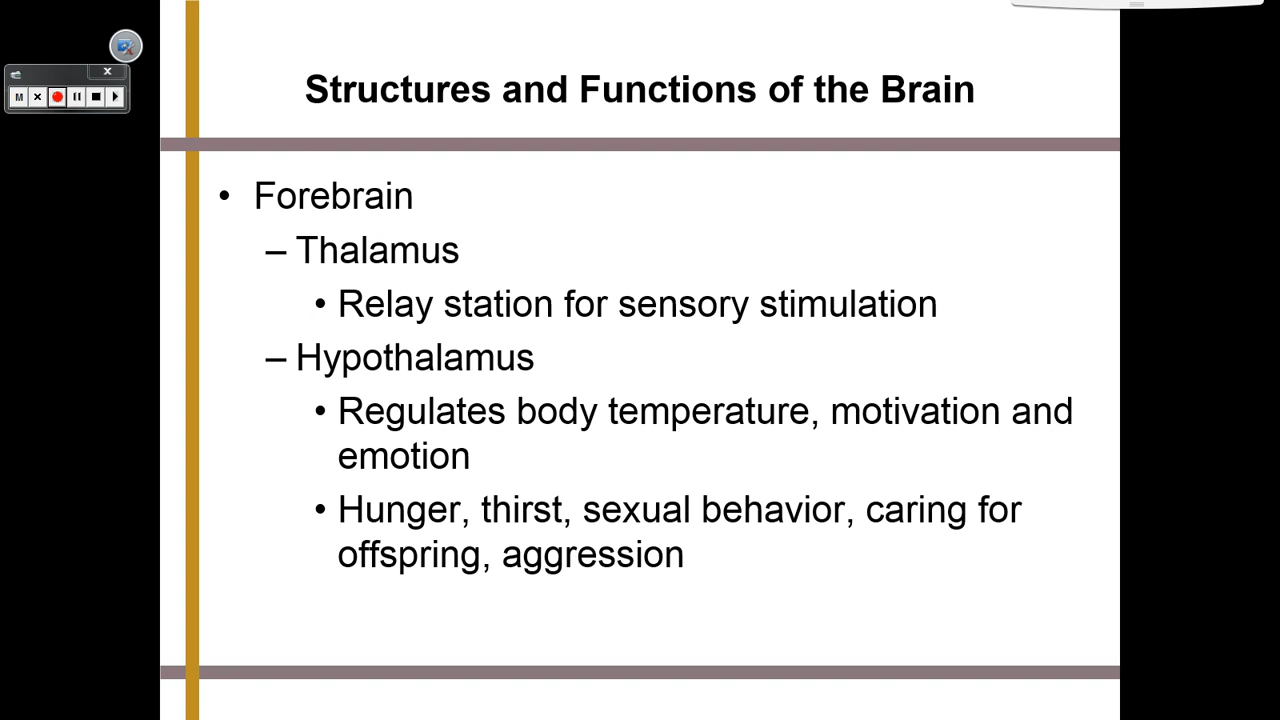 M
Structures and Functions of the Brain
• Forebrain
– Thalamus
• Relay station for sensory stimulation
– Hypothalamus
• Regulates body temperature, motivation and
emotion
• Hunger, thirst, sexual behavior, caring for
offspring, aggression